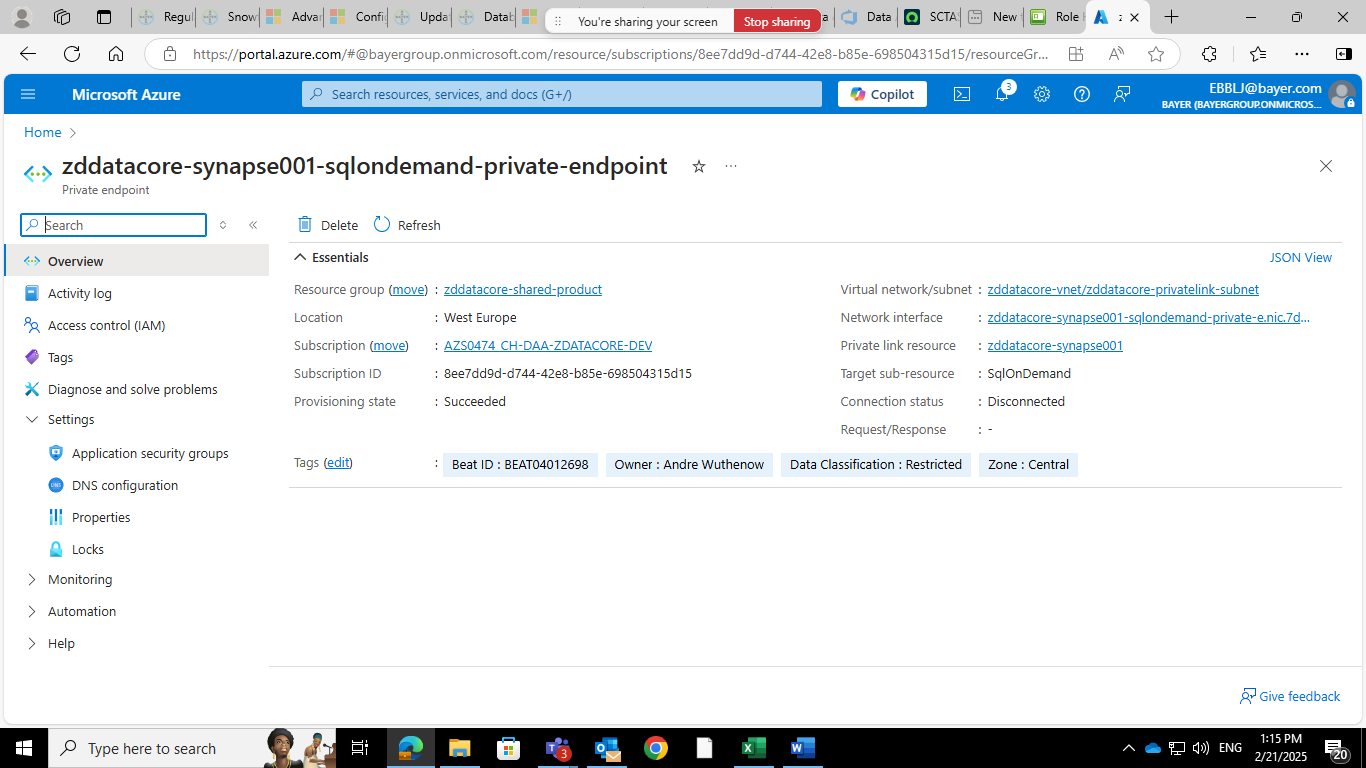 Regul
Snow
Advar
Config
Updat
Datab
You're sharing your screen
Stop sharing
Data
SCTAS
New
Role H
https://portal.azure.com/#@bayergroup.onmicrosoft.com/resource/subscriptions/8ee7dd9d-d744-42e8-b85e-698504315d15/resourceGr...
Microsoft Azure
Search resources, services, and docs (G+/)
Copilot
3
EBBLJ@bayer.com
BAYER (BAYERGROUP.ONMICROS...
Home
zddatacore-synapse001-sqlondemand-private-endpoint
Private endpoint
Search
Delete
Refresh
Overview
Activity log
Access control (IAM)
Tags
Diagnose and solve problems
Settings
Application security groups
DNS configuration
Properties
Locks
Monitoring
Automation
Help
Essentials
JSON View
Resource group (move) : zddatacore-shared-product
Location : West Europe
Subscription (move) : AZS0474_CH-DAA-ZDATACORE-DEV
Subscription ID : 8ee7dd9d-d744-42e8-b85e-698504315d15
Provisioning state : Succeeded
Virtual network/subnet : zddatacore-vnet/zddatacore-privatelink-subnet
Network interface : zddatacore-synapse001-sqlondemand-private-e.nic.7d...
Private link resource : zddatacore-synapse001
Target sub-resource : SqlOnDemand
Connection status : Disconnected
Request/Response : -
Tags (edit) : Beat ID : BEAT04012698 Owner : Andre Wuthenow Data Classification : Restricted Zone : Central
Give feedback
Type here to search
3
ENG
1:15 PM
2/21/2025
20